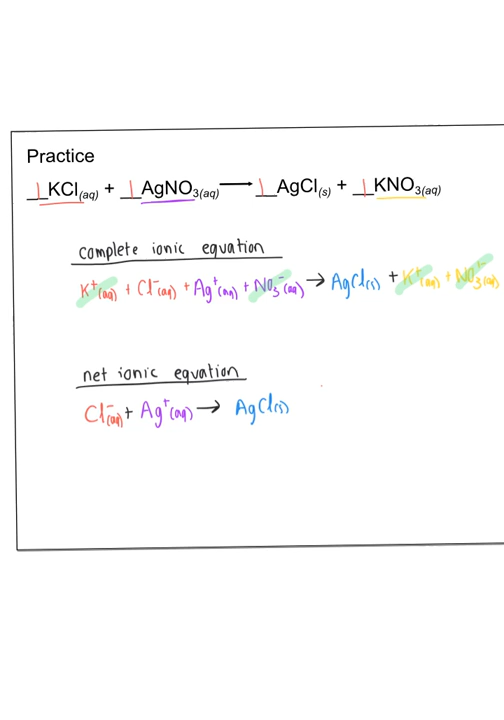 Practice
1 KCl(aq) + 1 AgNO3(aq) → 1 AgCl(s) + 1 KNO3(aq)
complete ionic equation
K⁺(aq) + Cl⁻(aq) + Ag⁺(aq) + NO₃⁻(aq) → AgCl(s) + K⁺(aq) + NO₃⁻(aq)
net ionic equation
Cl⁻(aq) + Ag⁺(aq) → AgCl(s)